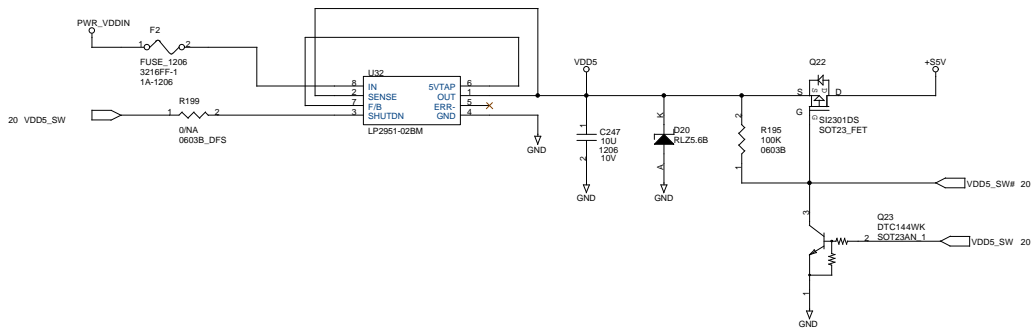 PWR_VDDIN
F2
1 2
FUSE_1206
3216FF-1
1A-1206
20 VDD5_SW
R199
1 2
0/NA
0603B_DFS
U32
8 IN
2 SENSE
7 F/B
3 SHUTDN
5VTAP 6
OUT 1
ERR- 5
GND 4
LP2951-02BM
GND
VDD5
1
C247
10U
1206
10V
2
GND
K
D20
RLZ5.6B
A
GND
2
R195
100K
0603B
1
Q22
S D
S D
G
G
SI2301DS
SOT23_FET
+S5V
VDD5_SW# 20
3
Q23
DTC144WK
SOT23AN_1
2
VDD5_SW 20
1
GND